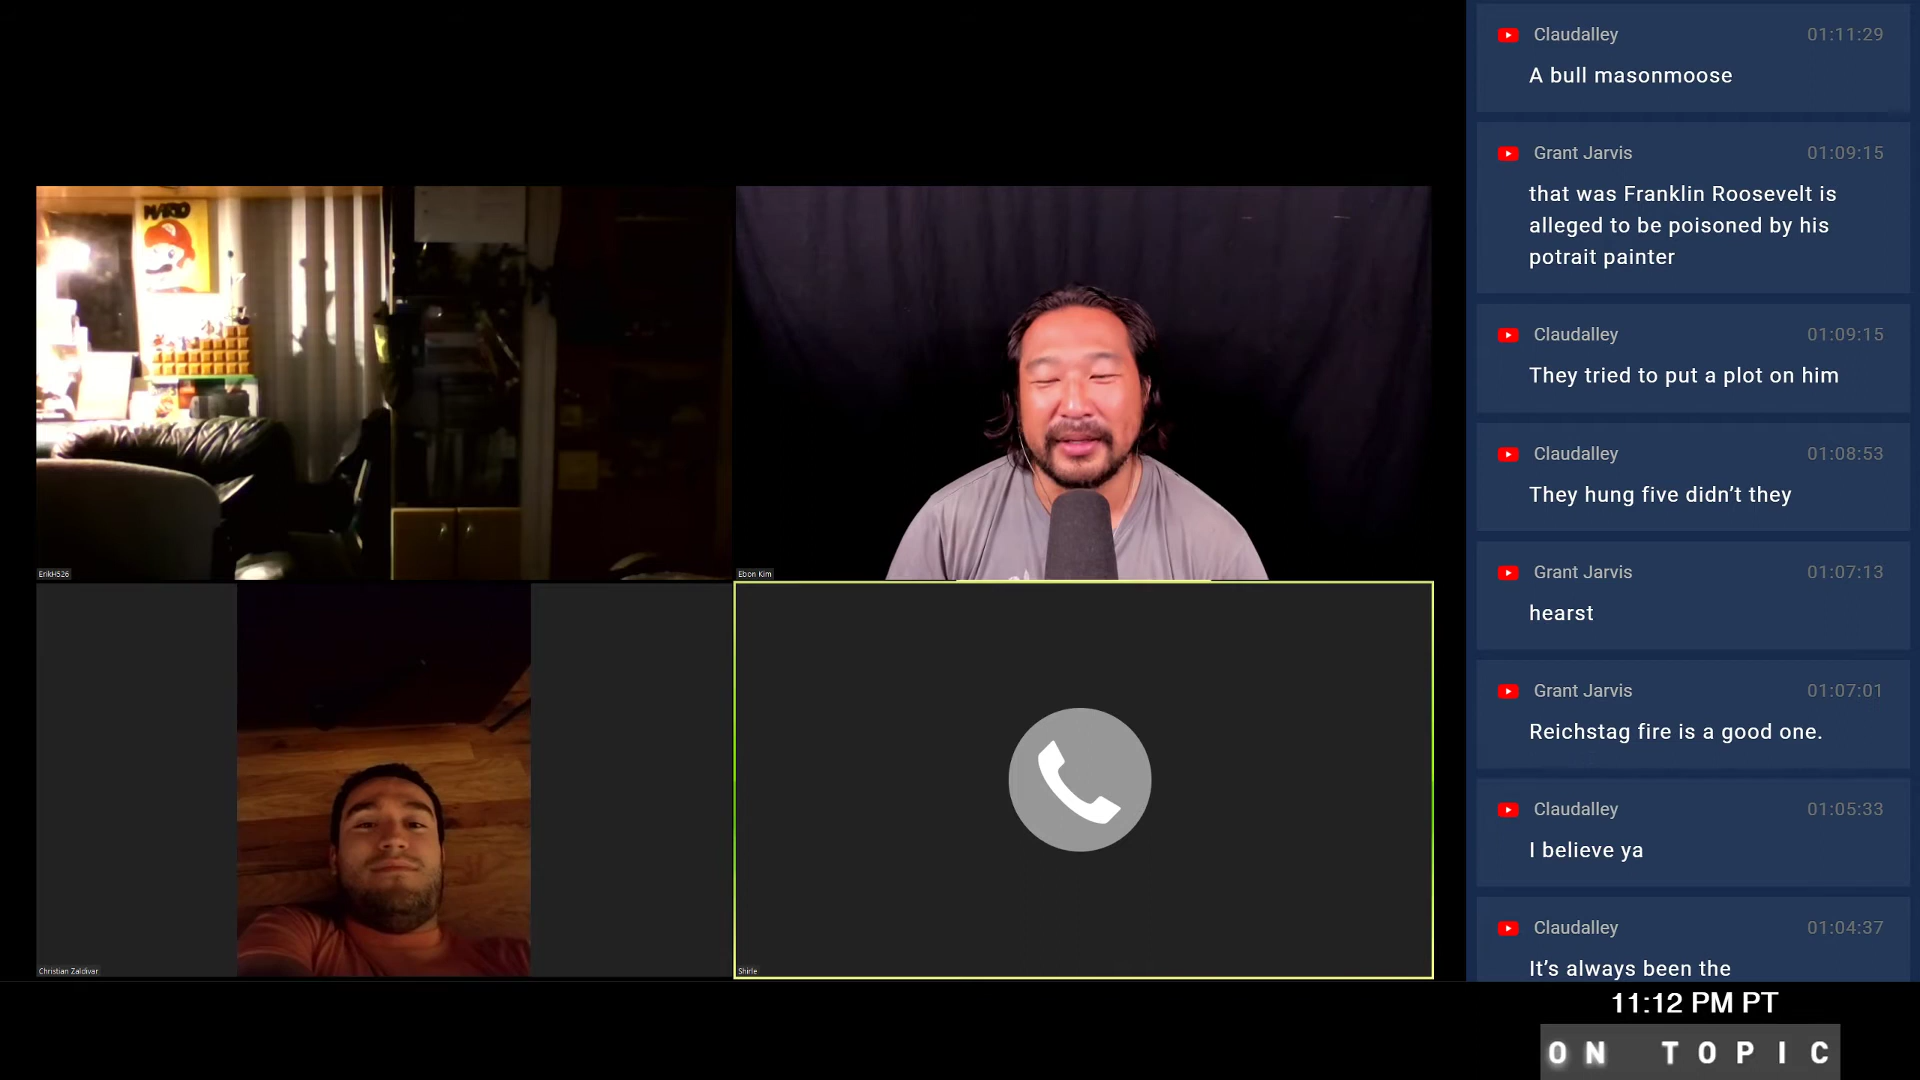 MARIO
ErikH526
Ebon Kim
Christian Zaldivar
Shirle
Claudalley 01:11:29
A bull masonmoose
Grant Jarvis 01:09:15
that was Franklin Roosevelt is
alleged to be poisoned by his
potrait painter
Claudalley 01:09:15
They tried to put a plot on him
Claudalley 01:08:53
They hung five didn’t they
Grant Jarvis 01:07:13
hearst
Grant Jarvis 01:07:01
Reichstag fire is a good one.
Claudalley 01:05:33
I believe ya
Claudalley 01:04:37
It’s always been the
11:12 PM PT
ON TOPIC